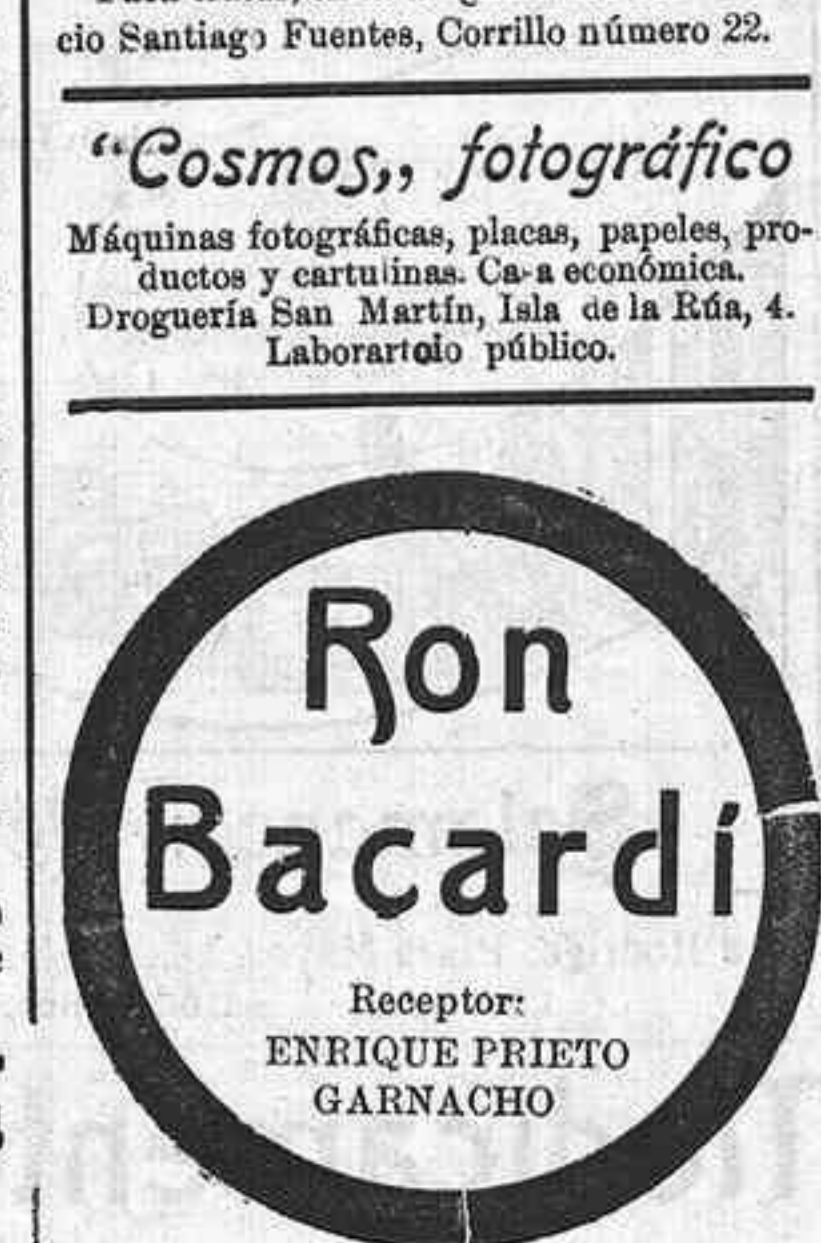 cio Santiago Fuentes, Corrillo número 22.
“Cosmos„ fotográfico
Máquinas fotográficas, placas, papeles, pro-
ductos y cartulinas. Casa económica.
Droguería San Martín, Isla de la Rúa, 4.
Laborartoio público.
Ron
Bacardí
Receptor:
ENRIQUE PRIETO
GARNACHO